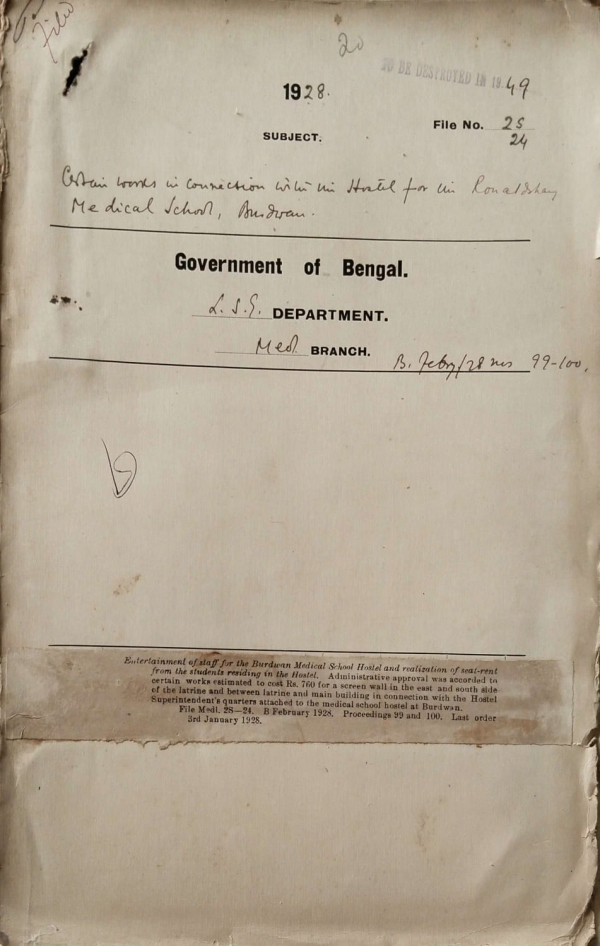 Filed
20
TO BE DESTROYED IN 1949
1928.
File No. 2S
24
SUBJECT.
Certain works in connection with the Hostel for the Ronaldshay
Medical School, Burdwan.
Government of Bengal.
L. S. G. DEPARTMENT.
Med. BRANCH.
B. Febry/28 nos 99-100.
Entertainment of staff for the Burdwan Medical School Hostel and realization of seat-rent
from the students residing in the Hostel. Administrative approval was accorded to
certain works estimated to cost Rs. 760 for a screen wall in the east and south side
of the latrine and between latrine and main building in connection with the Hostel
Superintendent's quarters attached to the medical school hostel at Burdwan.
File Medl. 2S—24. B February 1928. Proceedings 99 and 100. Last order
3rd January 1928.